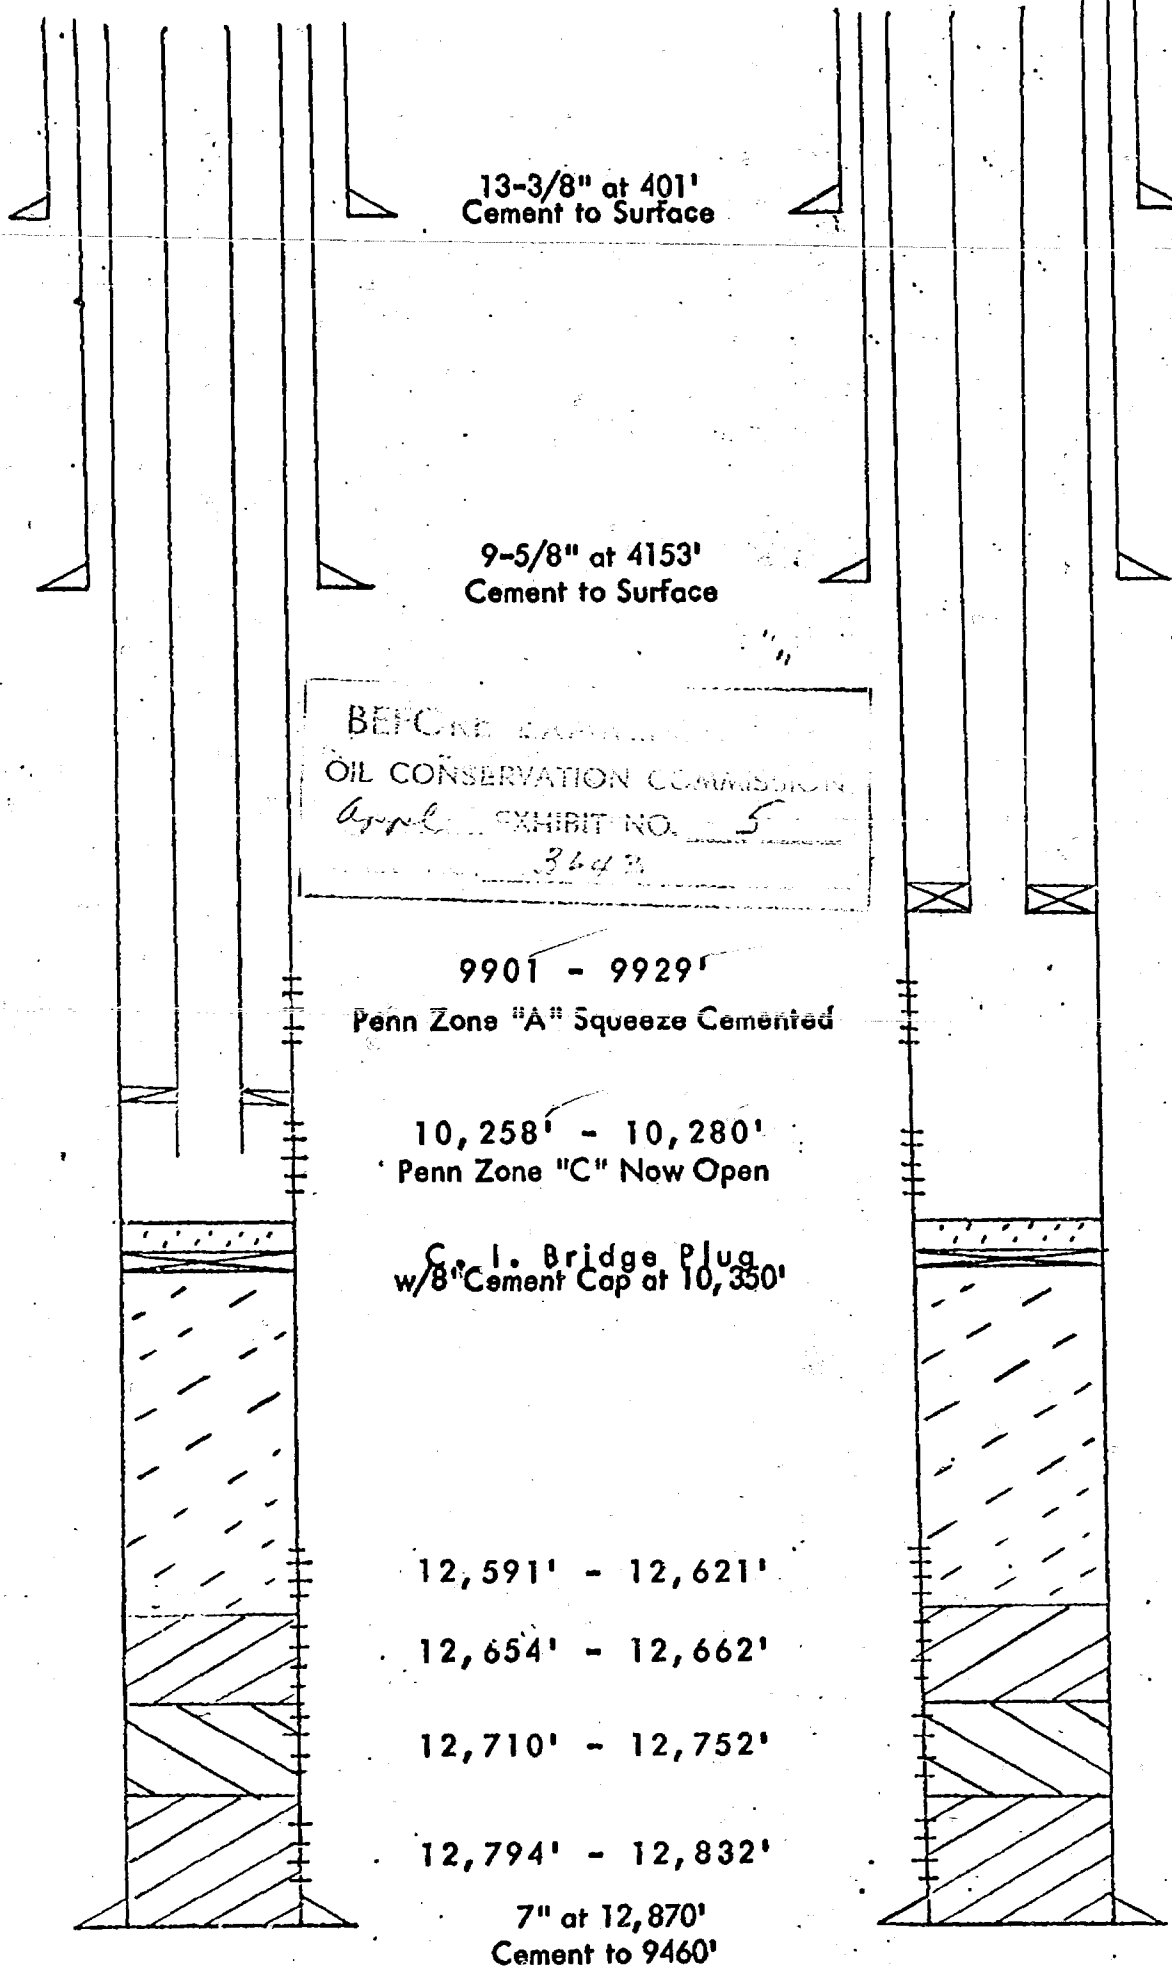 13-3/8" at 401'
Cement to Surface
9-5/8" at 4153'
Cement to Surface
BEFORE
OIL CONSERVATION COMMISSION
Appl EXHIBIT NO. 5
9901 - 9929'
Penn Zone "A" Squeeze Cemented
10,258' - 10,280'
Penn Zone "C" Now Open
C. I. Bridge Plug
w/8' Cement Cap at 10,350'
12,591' - 12,621'
12,654' - 12,662'
12,710' - 12,752'
12,794' - 12,832'
7" at 12,870'
Cement to 9460'